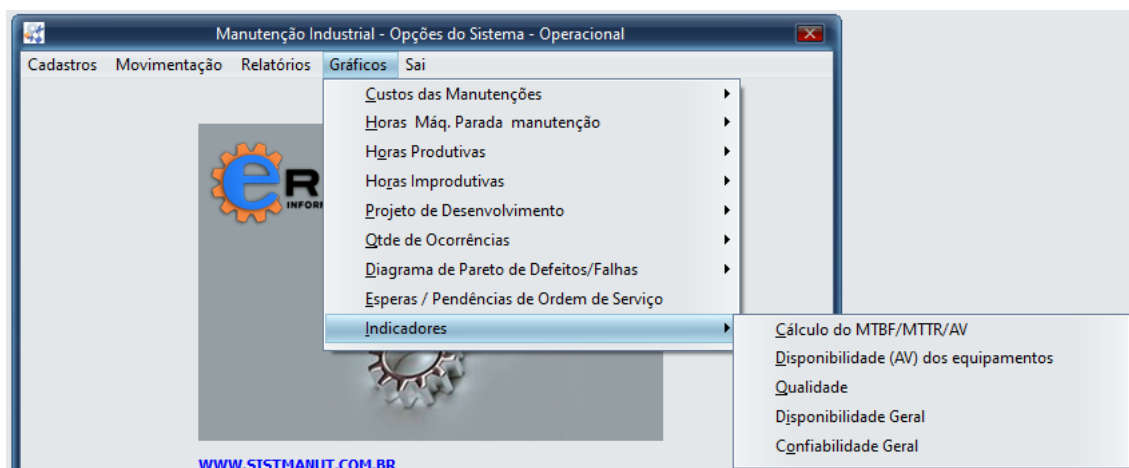 Manutenção Industrial - Opções do Sistema - Operacional
Cadastros Movimentação Relatórios Gráficos Sai
Custos das Manutenções
Horas Máq. Parada manutenção
Horas Produtivas
Horas Improdutivas
Projeto de Desenvolvimento
Qtde de Ocorrências
Diagrama de Pareto de Defeitos/Falhas
Esperas / Pendências de Ordem de Serviço
Indicadores
Cálculo do MTBF/MTTR/AV
Disponibilidade (AV) dos equipamentos
Qualidade
Disponibilidade Geral
Confiabilidade Geral
eR
INFOR
WWW.SISTMANUT.COM.BR